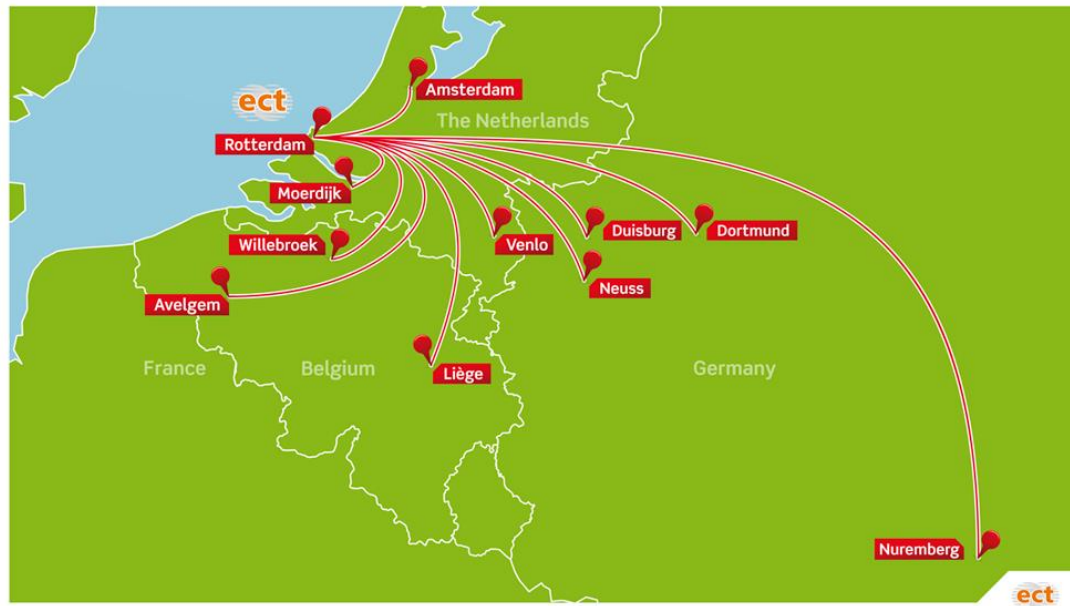 Amsterdam
ect
The Netherlands
Rotterdam
Moerdijk
Willebroek
Venlo
Duisburg
Dortmund
Neuss
Avelgem
France
Belgium
Liège
Germany
Nuremberg
ect